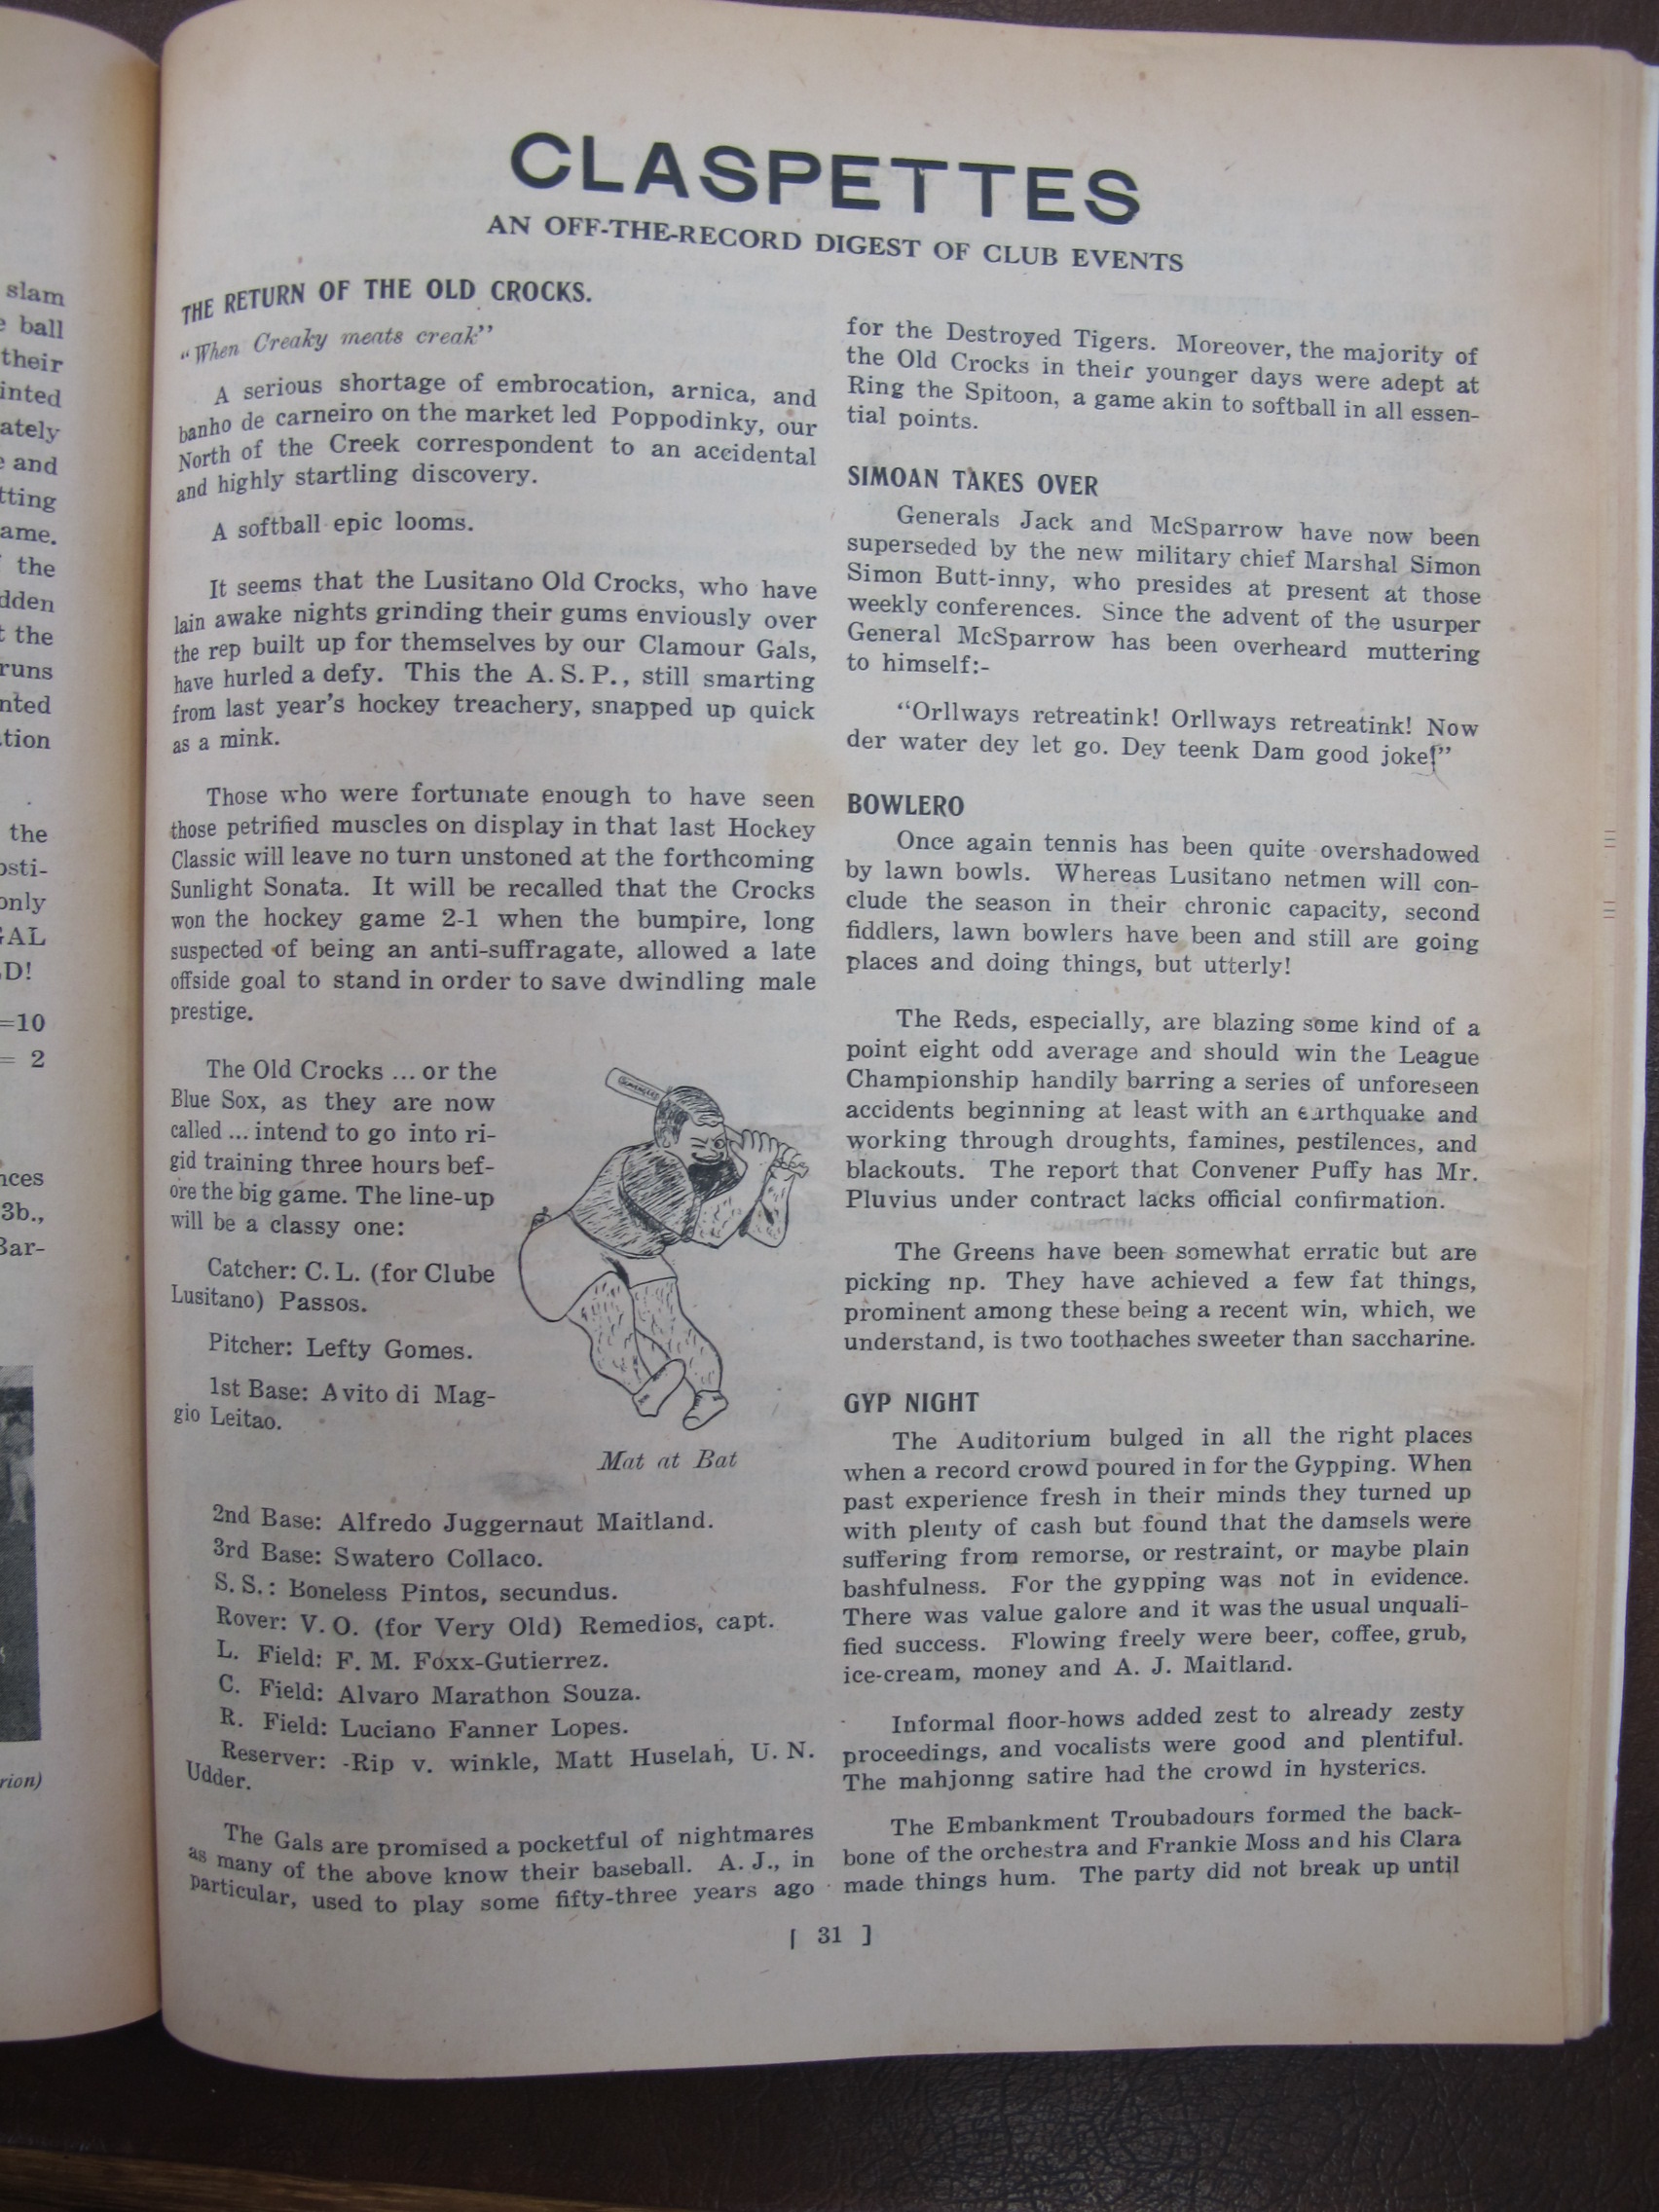 slam
ball
their
inted
ately
and
tting
ame.
the
dden
t the
runs
nted
tion
the
osti-
only
GAL
D!
=10
= 2
nces
3b.,
Bar-
rion)
CLASPETTES
AN OFF-THE-RECORD DIGEST OF CLUB EVENTS
THE RETURN OF THE OLD CROCKS.
"When Creaky meats creak"
A serious shortage of embrocation, arnica, and
banho de carneiro on the market led Poppodinky, our
North of the Creek correspondent to an accidental
and highly startling discovery.
A softball epic looms.
It seems that the Lusitano Old Crocks, who have
lain awake nights grinding their gums enviously over
the rep built up for themselves by our Clamour Gals,
have hurled a defy. This the A. S. P., still smarting
from last year's hockey treachery, snapped up quick
as a mink.
Those who were fortunate enough to have seen
those petrified muscles on display in that last Hockey
Classic will leave no turn unstoned at the forthcoming
Sunlight Sonata. It will be recalled that the Crocks
won the hockey game 2-1 when the bumpire, long
suspected of being an anti-suffragate, allowed a late
offside goal to stand in order to save dwindling male
prestige.
The Old Crocks ... or the
Blue Sox, as they are now
called ... intend to go into ri-
gid training three hours bef-
ore the big game. The line-up
will be a classy one:
Catcher: C. L. (for Clube
Lusitano) Passos.
Pitcher: Lefty Gomes.
1st Base: Avito di Mag-
gio Leitao.
Mat at Bat
2nd Base: Alfredo Juggernaut Maitland.
3rd Base: Swatero Collaco.
S. S.: Boneless Pintos, secundus.
Rover: V. O. (for Very Old) Remedios, capt.
L. Field: F. M. Foxx-Gutierrez.
C. Field: Alvaro Marathon Souza.
R. Field: Luciano Fanner Lopes.
Reserver: -Rip v. winkle, Matt Huselah, U. N.
Udder.
The Gals are promised a pocketful of nightmares
as many of the above know their baseball. A. J., in
particular, used to play some fifty-three years ago
for the Destroyed Tigers. Moreover, the majority of
the Old Crocks in their younger days were adept at
Ring the Spitoon, a game akin to softball in all essen-
tial points.
SIMOAN TAKES OVER
Generals Jack and McSparrow have now been
superseded by the new military chief Marshal Simon
Simon Butt-inny, who presides at present at those
weekly conferences. Since the advent of the usurper
General McSparrow has been overheard muttering
to himself:-
"Orllways retreatink! Orllways retreatink! Now
der water dey let go. Dey teenk Dam good joke!"
BOWLERO
Once again tennis has been quite overshadowed
by lawn bowls. Whereas Lusitano netmen will con-
clude the season in their chronic capacity, second
fiddlers, lawn bowlers have been and still are going
places and doing things, but utterly!
The Reds, especially, are blazing some kind of a
point eight odd average and should win the League
Championship handily barring a series of unforeseen
accidents beginning at least with an earthquake and
working through droughts, famines, pestilences, and
blackouts. The report that Convener Puffy has Mr.
Pluvius under contract lacks official confirmation.
The Greens have been somewhat erratic but are
picking np. They have achieved a few fat things,
prominent among these being a recent win, which, we
understand, is two toothaches sweeter than saccharine.
GYP NIGHT
The Auditorium bulged in all the right places
when a record crowd poured in for the Gypping. When
past experience fresh in their minds they turned up
with plenty of cash but found that the damsels were
suffering from remorse, or restraint, or maybe plain
bashfulness. For the gypping was not in evidence.
There was value galore and it was the usual unquali-
fied success. Flowing freely were beer, coffee, grub,
ice-cream, money and A. J. Maitland.
Informal floor-hows added zest to already zesty
proceedings, and vocalists were good and plentiful.
The mahjonng satire had the crowd in hysterics.
The Embankment Troubadours formed the back-
bone of the orchestra and Frankie Moss and his Clara
made things hum. The party did not break up until
[ 31 ]